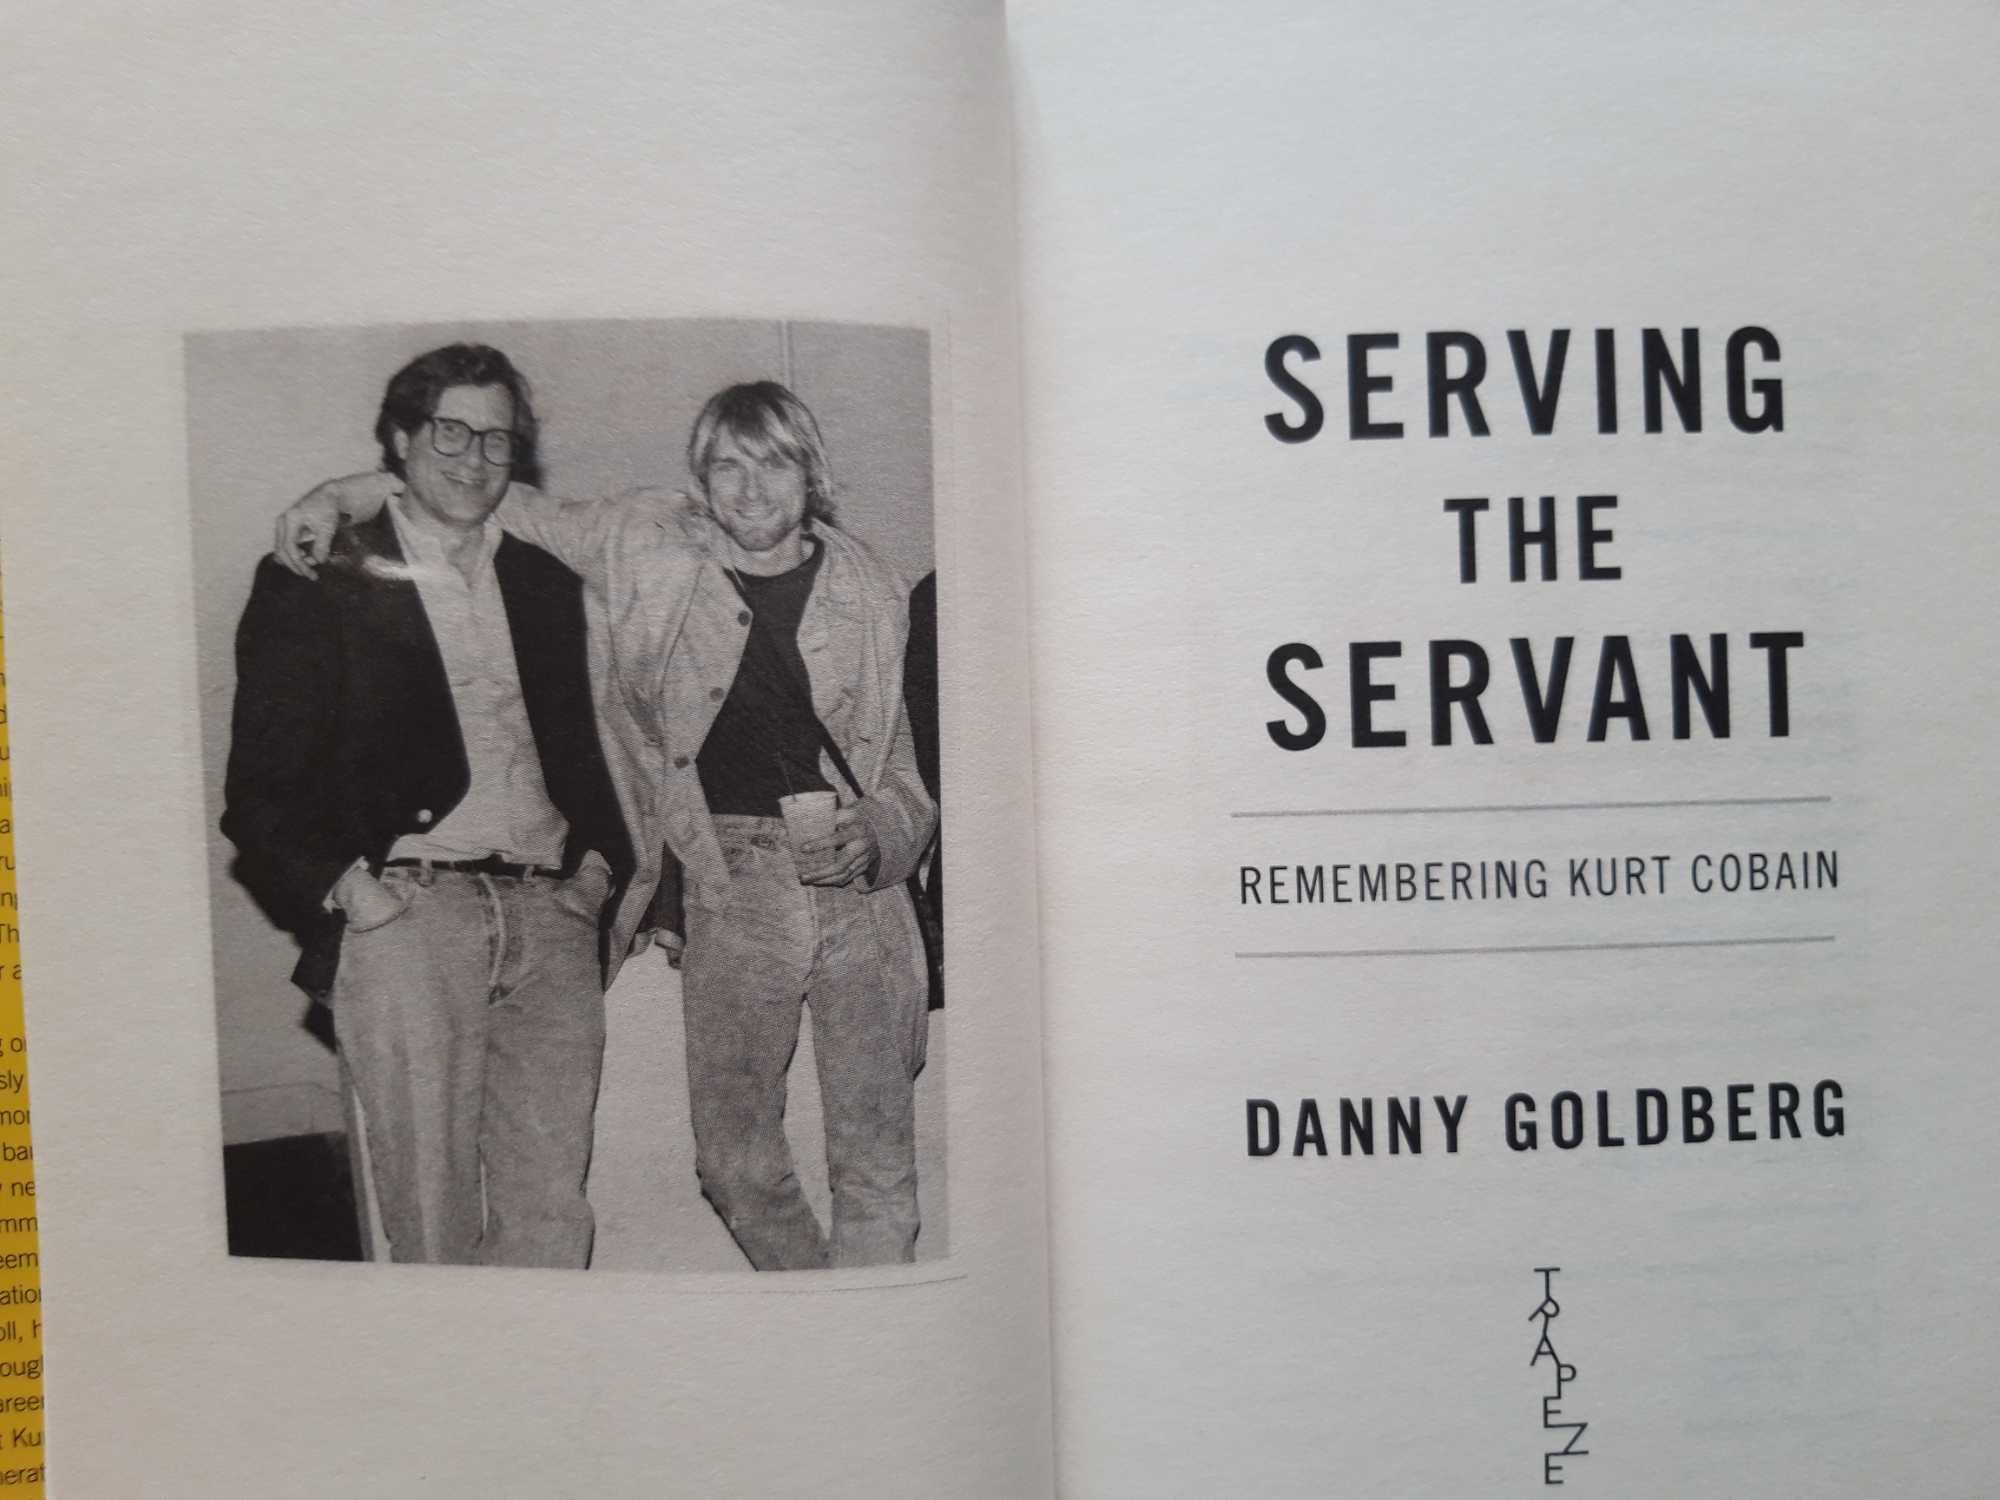 SERVING
THE
SERVANT
REMEMBERING KURT COBAIN
DANNY GOLDBERG
TRAPEZE